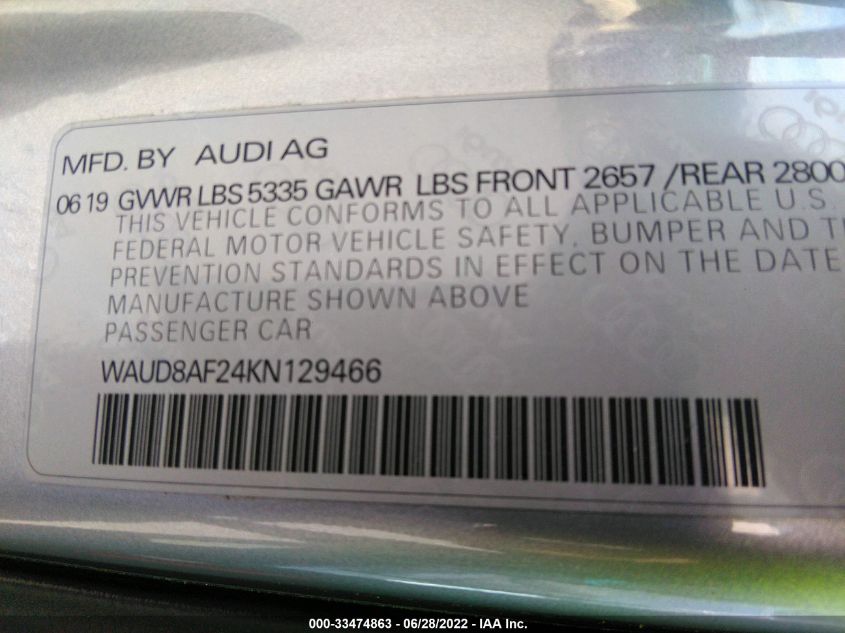 MFD. BY AUDI AG
06 19 GVWR LBS 5335 GAWR LBS FRONT 2657 /REAR 2800
THIS VEHICLE CONFORMS TO ALL APPLICABLE U.S.
FEDERAL MOTOR VEHICLE SAFETY, BUMPER AND
PREVENTION STANDARDS IN EFFECT ON THE DATE
MANUFACTURE SHOWN ABOVE
PASSENGER CAR
WAUD8AF24KN129466
000-33474863 - 06/28/2022 - IAA Inc.